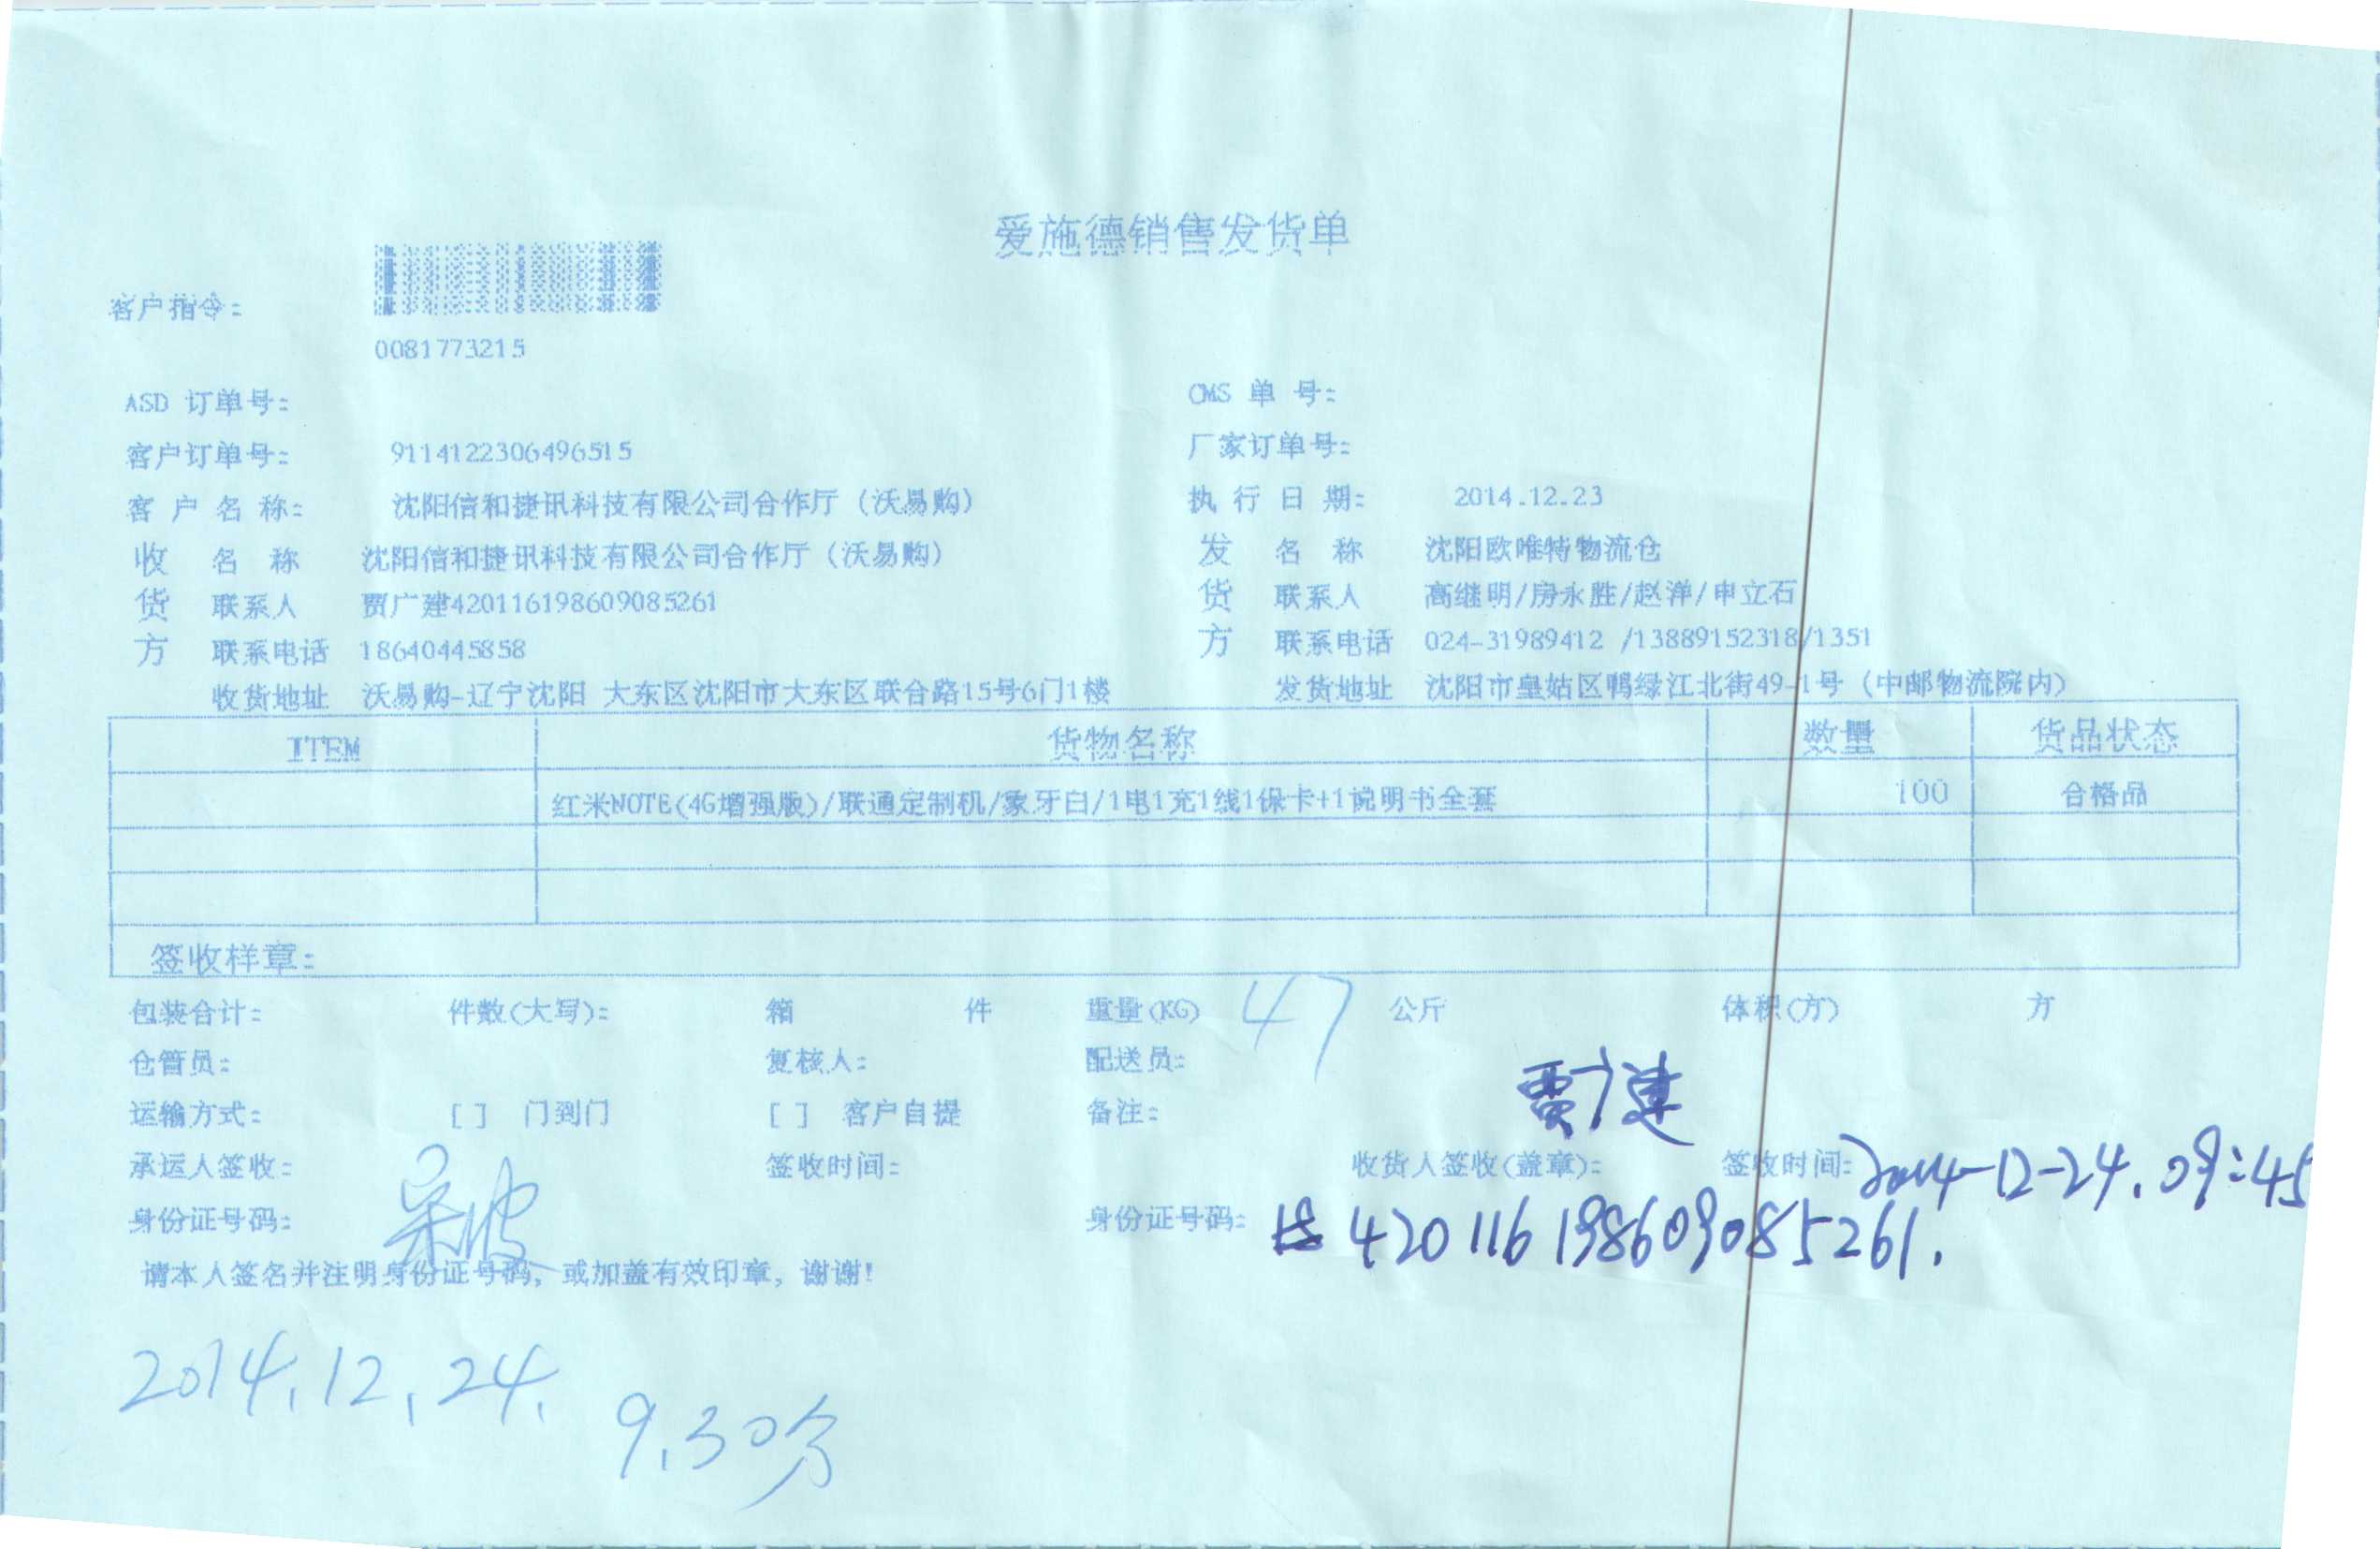 爱施德销售发货单
客户指令:
0081773215
ASD 订单号: CMS 单 号:
客户订单号: 9114122306496515 厂家订单号:
客 户 名 称: 沈阳信和捷讯科技有限公司合作厅（沃易购） 执 行 日 期: 2014.12.23
收 名 称 沈阳信和捷讯科技有限公司合作厅（沃易购） 发 名 称 沈阳欧唯特物流仓
货 联系人 贾广建420116198609085261 货 联系人 高继明/房永胜/赵洋/申立石
方 联系电话 18640445858 方 联系电话 024-31989412 /13889152318/1351
收货地址 沃易购-辽宁沈阳 大东区沈阳市大东区联合路15号6门1楼 发货地址 沈阳市皇姑区鸭绿江北街49-1号（中邮物流院内）
ITEM 货物名称 数量 货品状态
红米NOTE(4G增强版)/联通定制机/象牙白/1电1充1线1保卡+1说明书全套 100 合格品
签收样章:
包装合计: 件数(大写): 箱 件 重量(KG) 47 公斤 体积(方) 方
仓管员: 复核人: 配送员:
运输方式: [ ] 门到门 [ ] 客户自提 备注:
贾广建
承运人签收: 签收时间: 收货人签收(盖章): 签收时间: 2014-12-24. 09:45
身份证号码: 身份证号码: 420116198609085261.
请本人签名并注明身份证号码, 或加盖有效印章, 谢谢!
2014.12.24.
9.30分